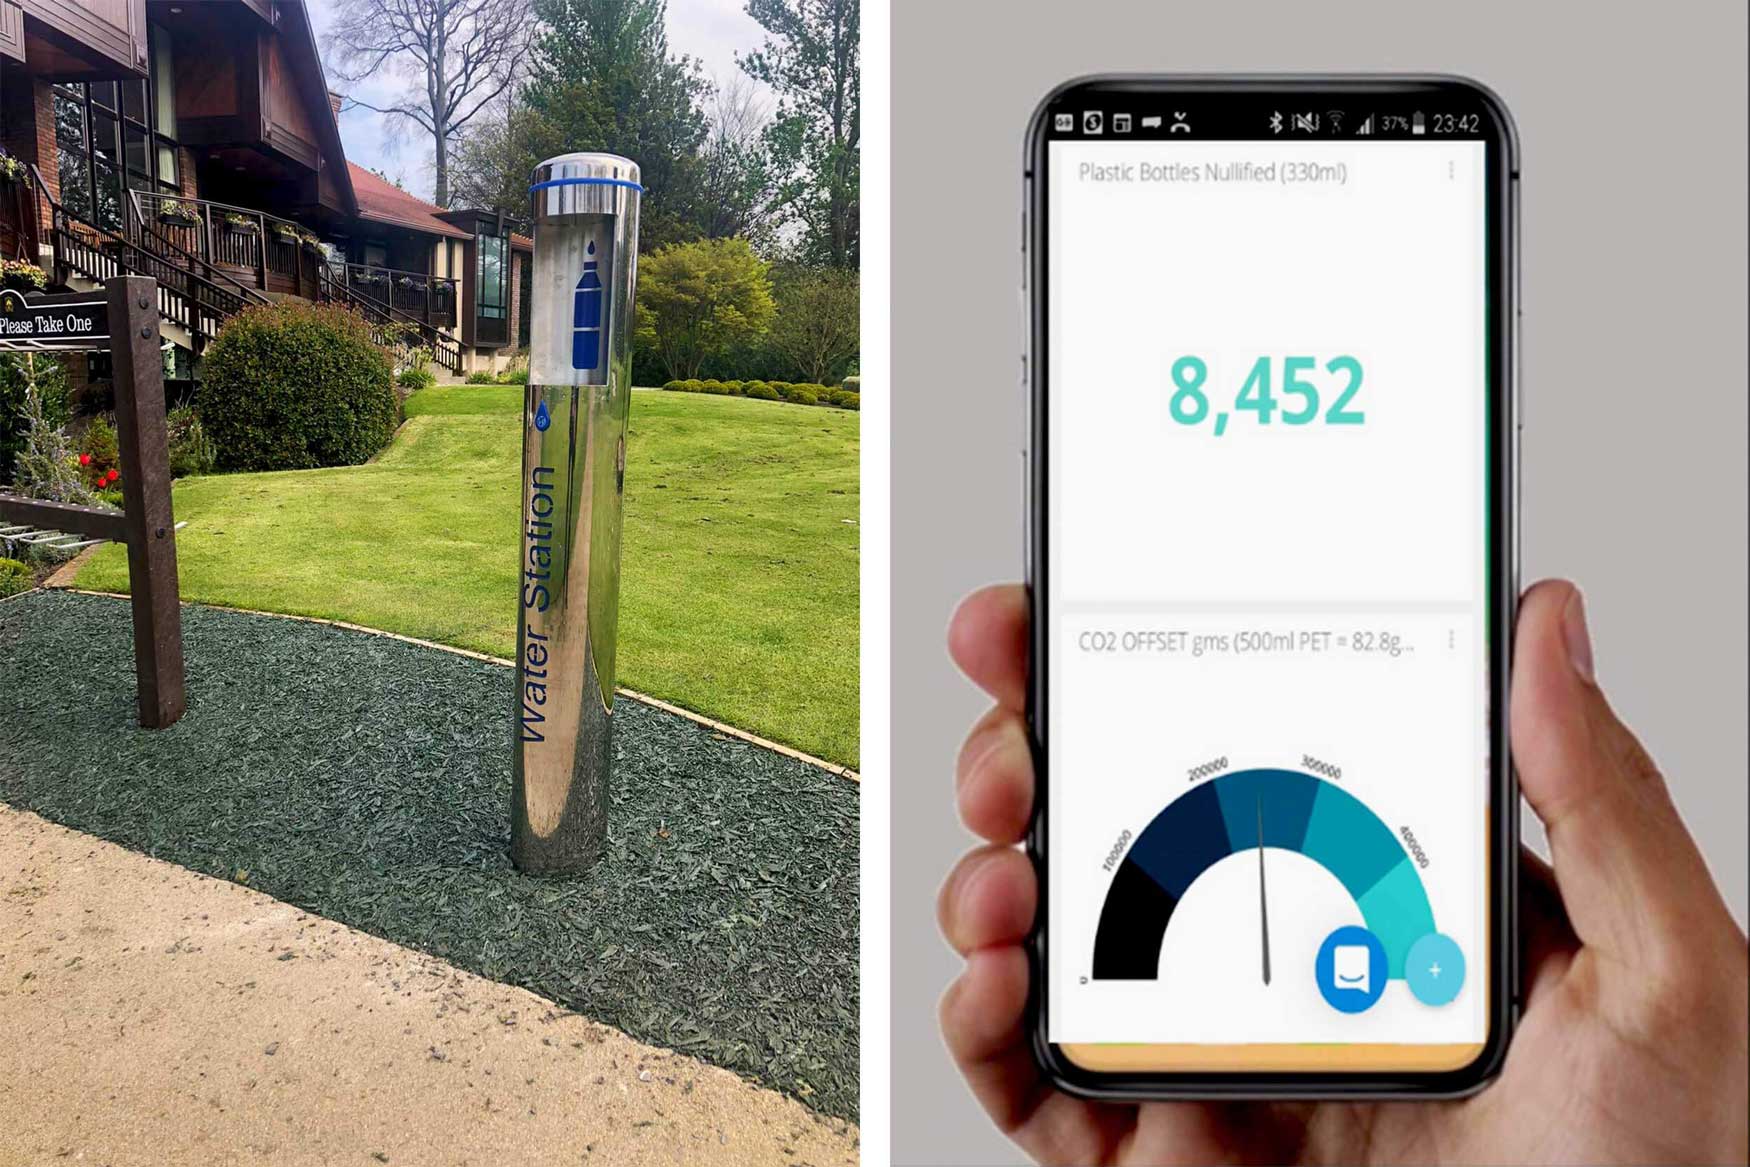 Please Take One
Water Station
37% 23:42
Plastic Bottles Nullified (330ml)
8,452
CO2 OFFSET gms (500ml PET = 82.8g...
0
100000
200000
300000
400000
+